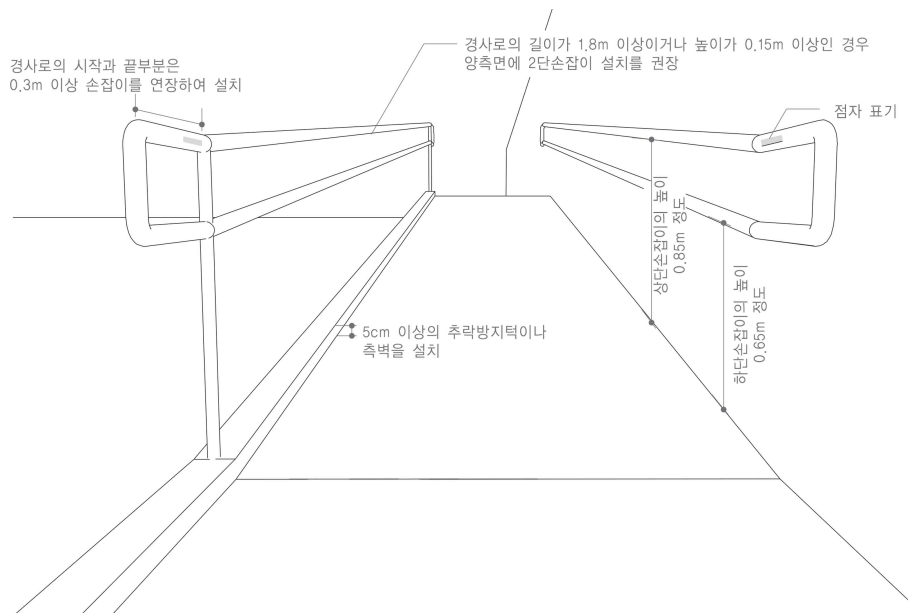 경사로의 길이가 1.8m 이상이거나 높이가 0.15m 이상인 경우
양측면에 2단손잡이 설치를 권장
경사로의 시작과 끝부분은
0.3m 이상 손잡이를 연장하여 설치
점자 표기
상단손잡이의 높이
0.85m 정도
하단손잡이의 높이
0.65m 정도
5cm 이상의 추락방지턱이나
측벽을 설치